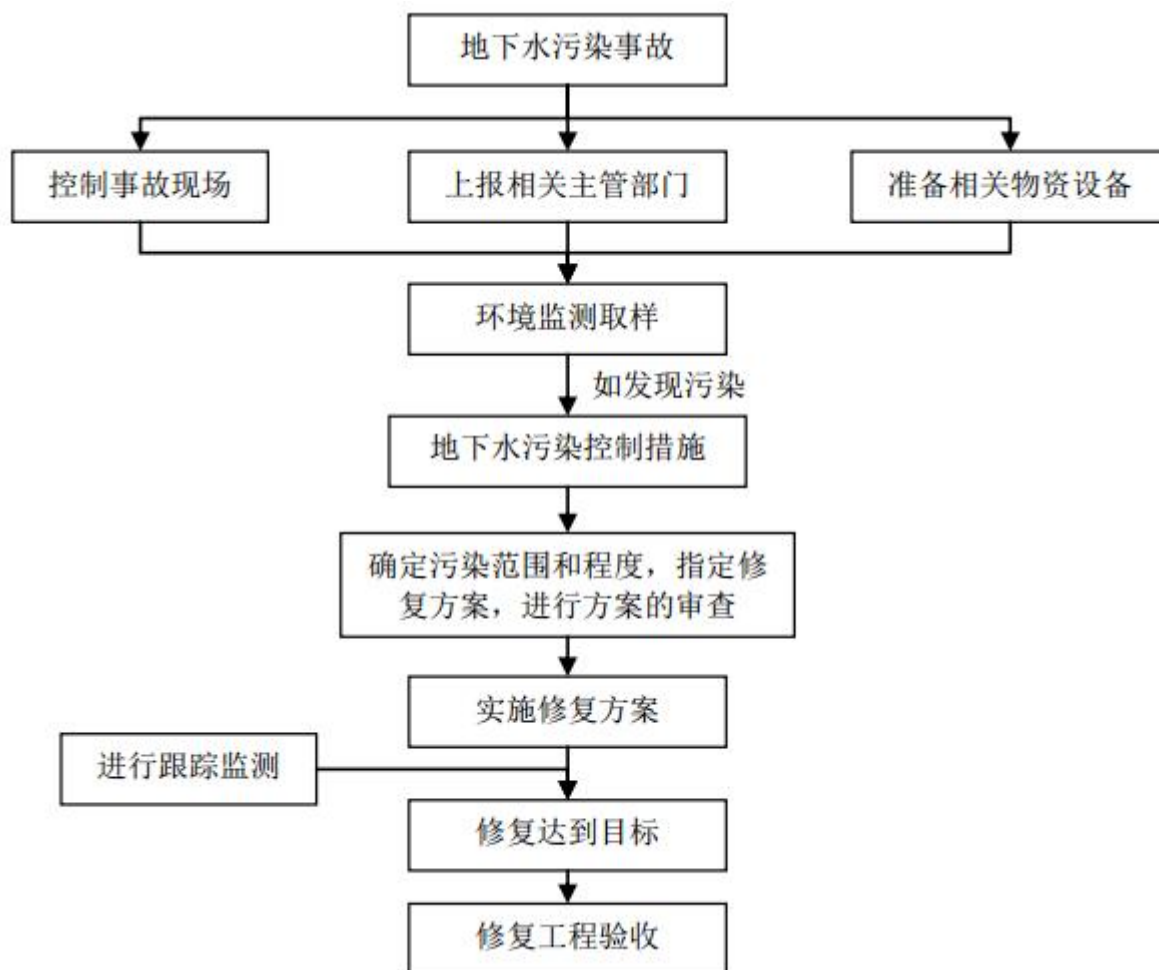 地下水污染事故
控制事故现场
上报相关主管部门
准备相关物资设备
环境监测取样
如发现污染
地下水污染控制措施
确定污染范围和程度，指定修
复方案，进行方案的审查
实施修复方案
进行跟踪监测
修复达到目标
修复工程验收